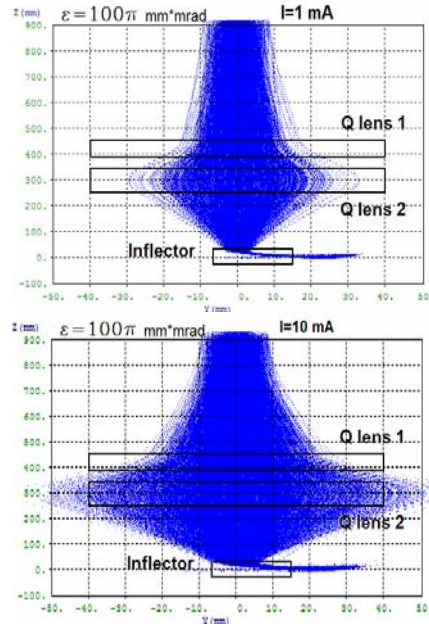 ε=100π mm*mrad I=1 mA
Z(mm)
900.
800.
700.
600.
500.
Q lens 1
400.
300.
200.
Q lens 2
100.
Inflector
0.
-100.
-50. -40. -30. -20. -10. 0. 10. 20. 30. 40. 50.
Y(mm)
Z(mm) ε=100π mm*mrad I=10 mA
900.
800.
700.
600.
500.
Q lens 1
400.
300.
200.
Q lens 2
100.
Inflector
0.
-100.
-50. -40. -30. -20. -10. 0. 10. 20. 30. 40. 50.
Y(mm)